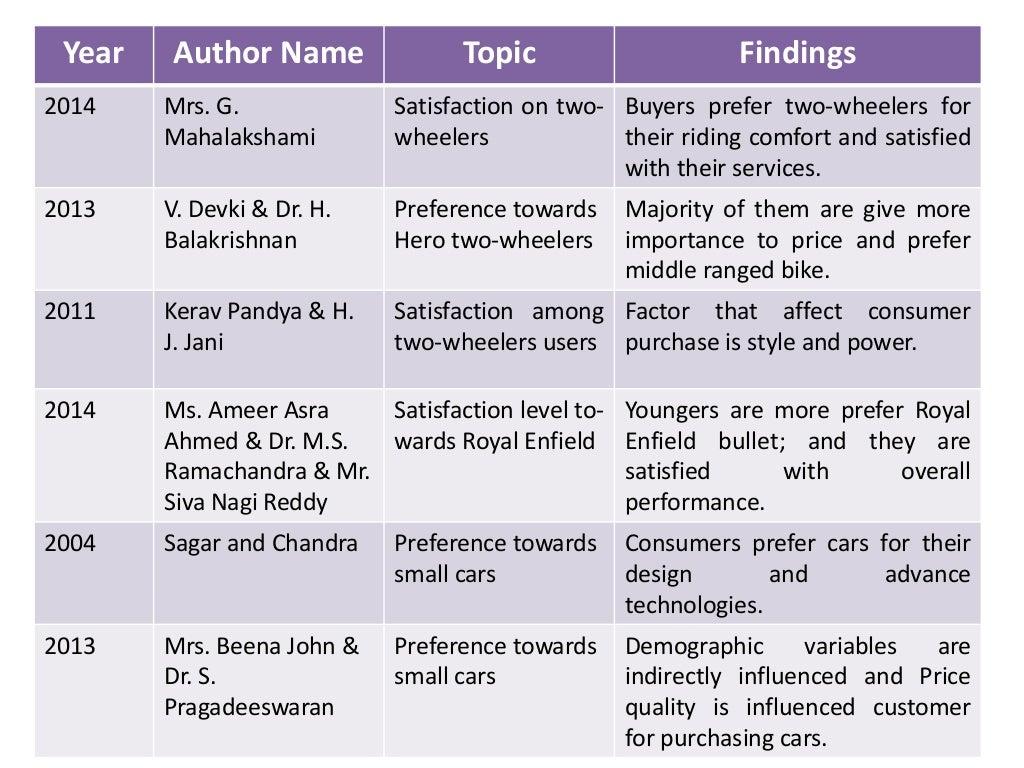 Year Author Name Topic Findings
2014 Mrs. G. Mahalakshami Satisfaction on two-wheelers Buyers prefer two-wheelers for their riding comfort and satisfied with their services.
2013 V. Devki & Dr. H. Balakrishnan Preference towards Hero two-wheelers Majority of them are give more importance to price and prefer middle ranged bike.
2011 Kerav Pandya & H. J. Jani Satisfaction among two-wheelers users Factor that affect consumer purchase is style and power.
2014 Ms. Ameer Asra Ahmed & Dr. M.S. Ramachandra & Mr. Siva Nagi Reddy Satisfaction level to-wards Royal Enfield Youngers are more prefer Royal Enfield bullet; and they are satisfied with overall performance.
2004 Sagar and Chandra Preference towards small cars Consumers prefer cars for their design and advance technologies.
2013 Mrs. Beena John & Dr. S. Pragadeeswaran Preference towards small cars Demographic variables are indirectly influenced and Price quality is influenced customer for purchasing cars.